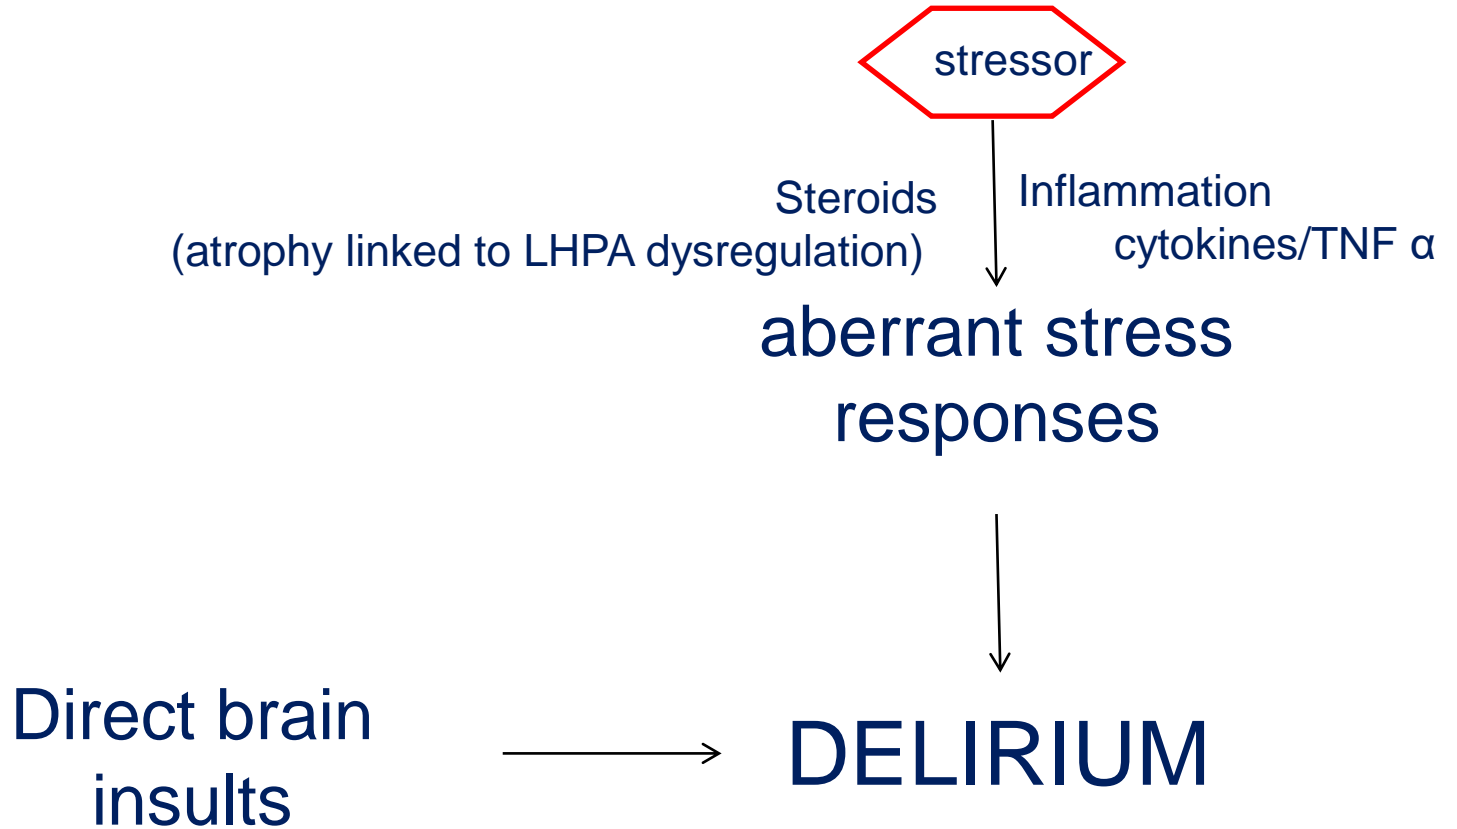 stressor
Steroids
(atrophy linked to LHPA dysregulation)
Inflammation
cytokines/TNF α
aberrant stress
responses
Direct brain
insults
DELIRIUM